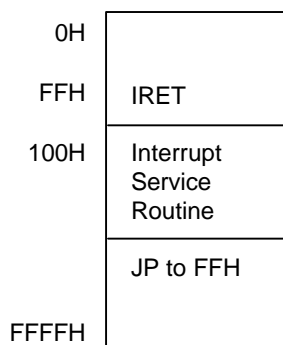 0H
FFH IRET
100H Interrupt
Service
Routine
JP to FFH
FFFFH